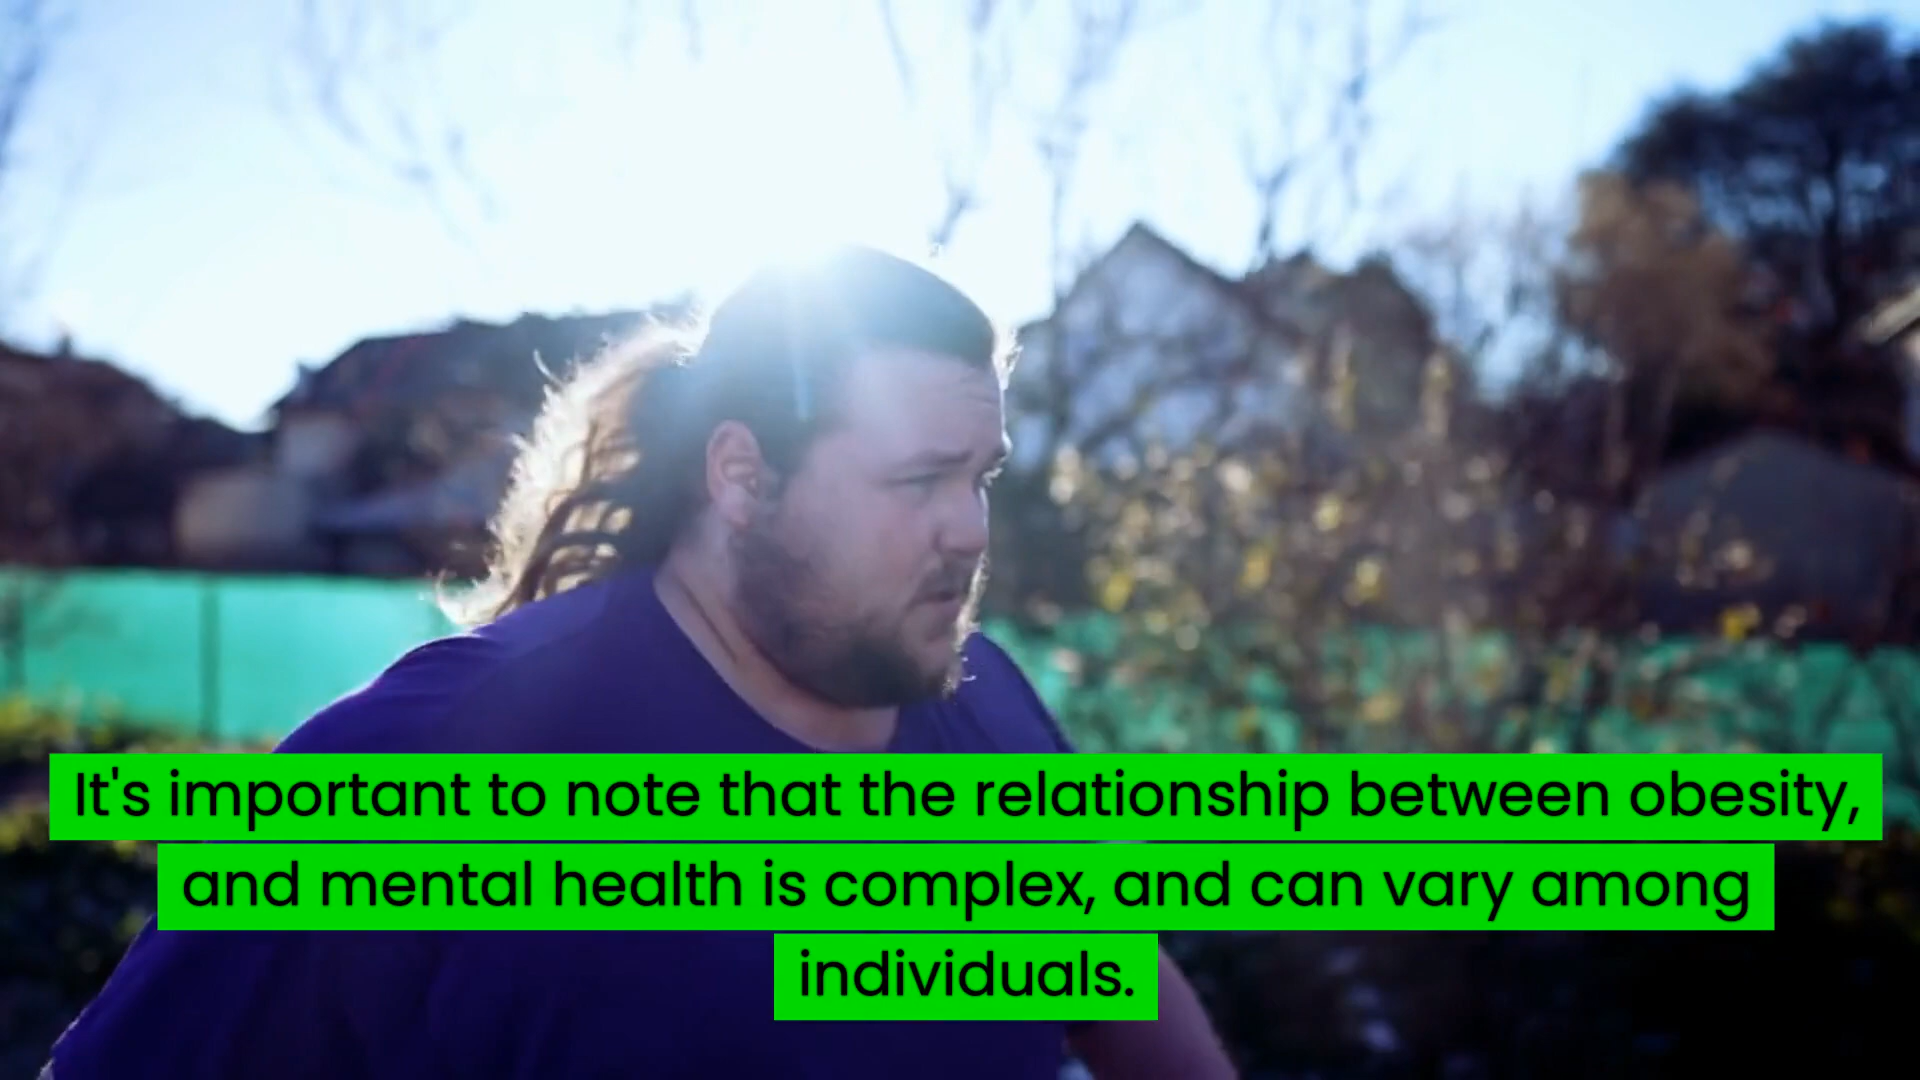 It's important to note that the relationship between obesity,
and mental health is complex, and can vary among
individuals.